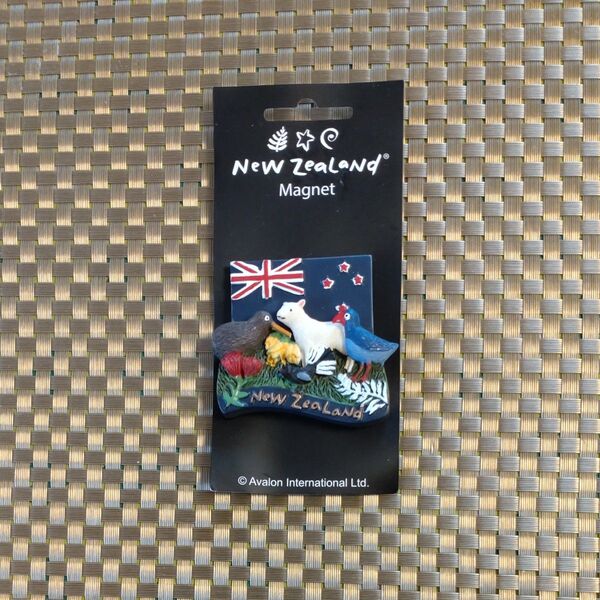 New Zealand®
Magnet
New Zealand
© Avalon International Ltd.